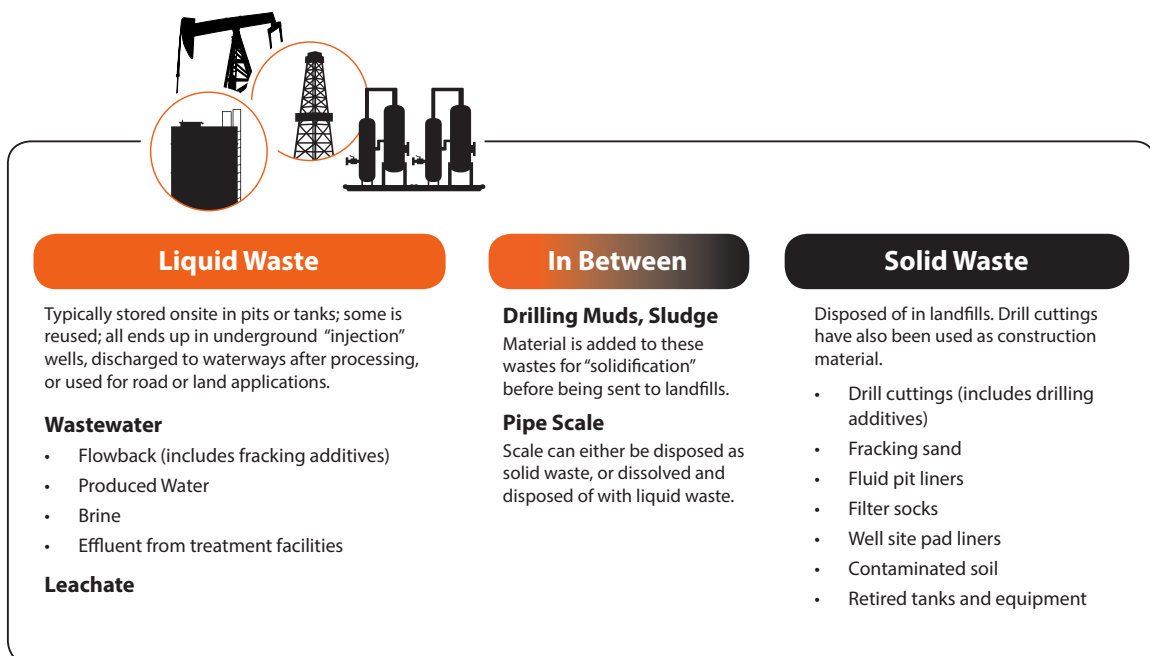 Liquid Waste
Typically stored onsite in pits or tanks; some is
reused; all ends up in underground “injection”
wells, discharged to waterways after processing,
or used for road or land applications.
Wastewater
• Flowback (includes fracking additives)
• Produced Water
• Brine
• Effluent from treatment facilities
Leachate
In Between
Drilling Muds, Sludge
Material is added to these
wastes for “solidification”
before being sent to landfills.
Pipe Scale
Scale can either be disposed as
solid waste, or dissolved and
disposed of with liquid waste.
Solid Waste
Disposed of in landfills. Drill cuttings
have also been used as construction
material.
• Drill cuttings (includes drilling
additives)
• Fracking sand
• Fluid pit liners
• Filter socks
• Well site pad liners
• Contaminated soil
• Retired tanks and equipment